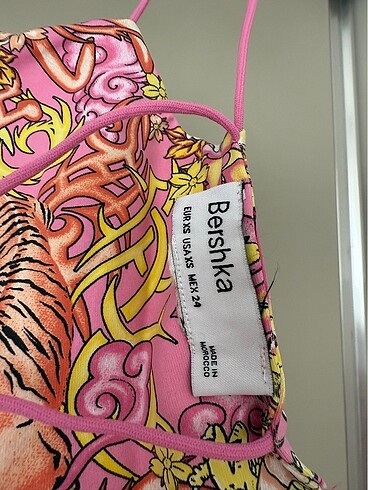 Bershka
EUR XS USA XS MEX 24
MADE IN
MOROCCO